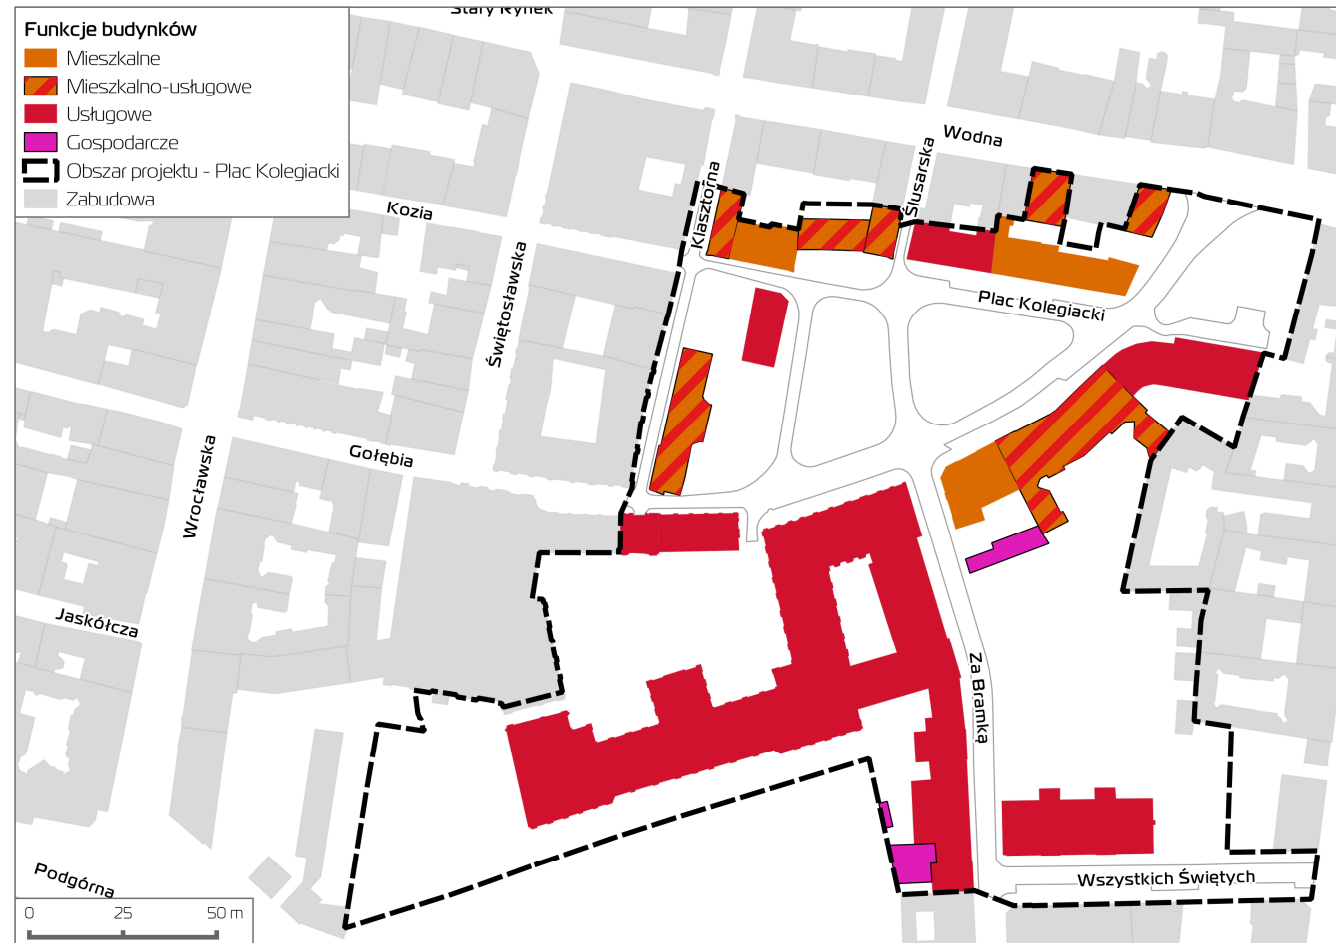 Stary Rynek
Funkcje budynków
Mieszkalne
Mieszkalno-usługowe
Usługowe
Gospodarcze
Obszar projektu - Plac Kolegiacki
Zabudowa
Wodna
Ślusarska
Klasztorna
Kozia
Świętosławska
Plac Kolegiacki
Gołębia
Wrocławska
Jaskółcza
Za Bramką
Podgórna
Wszystkich Świętych
0 25 50 m